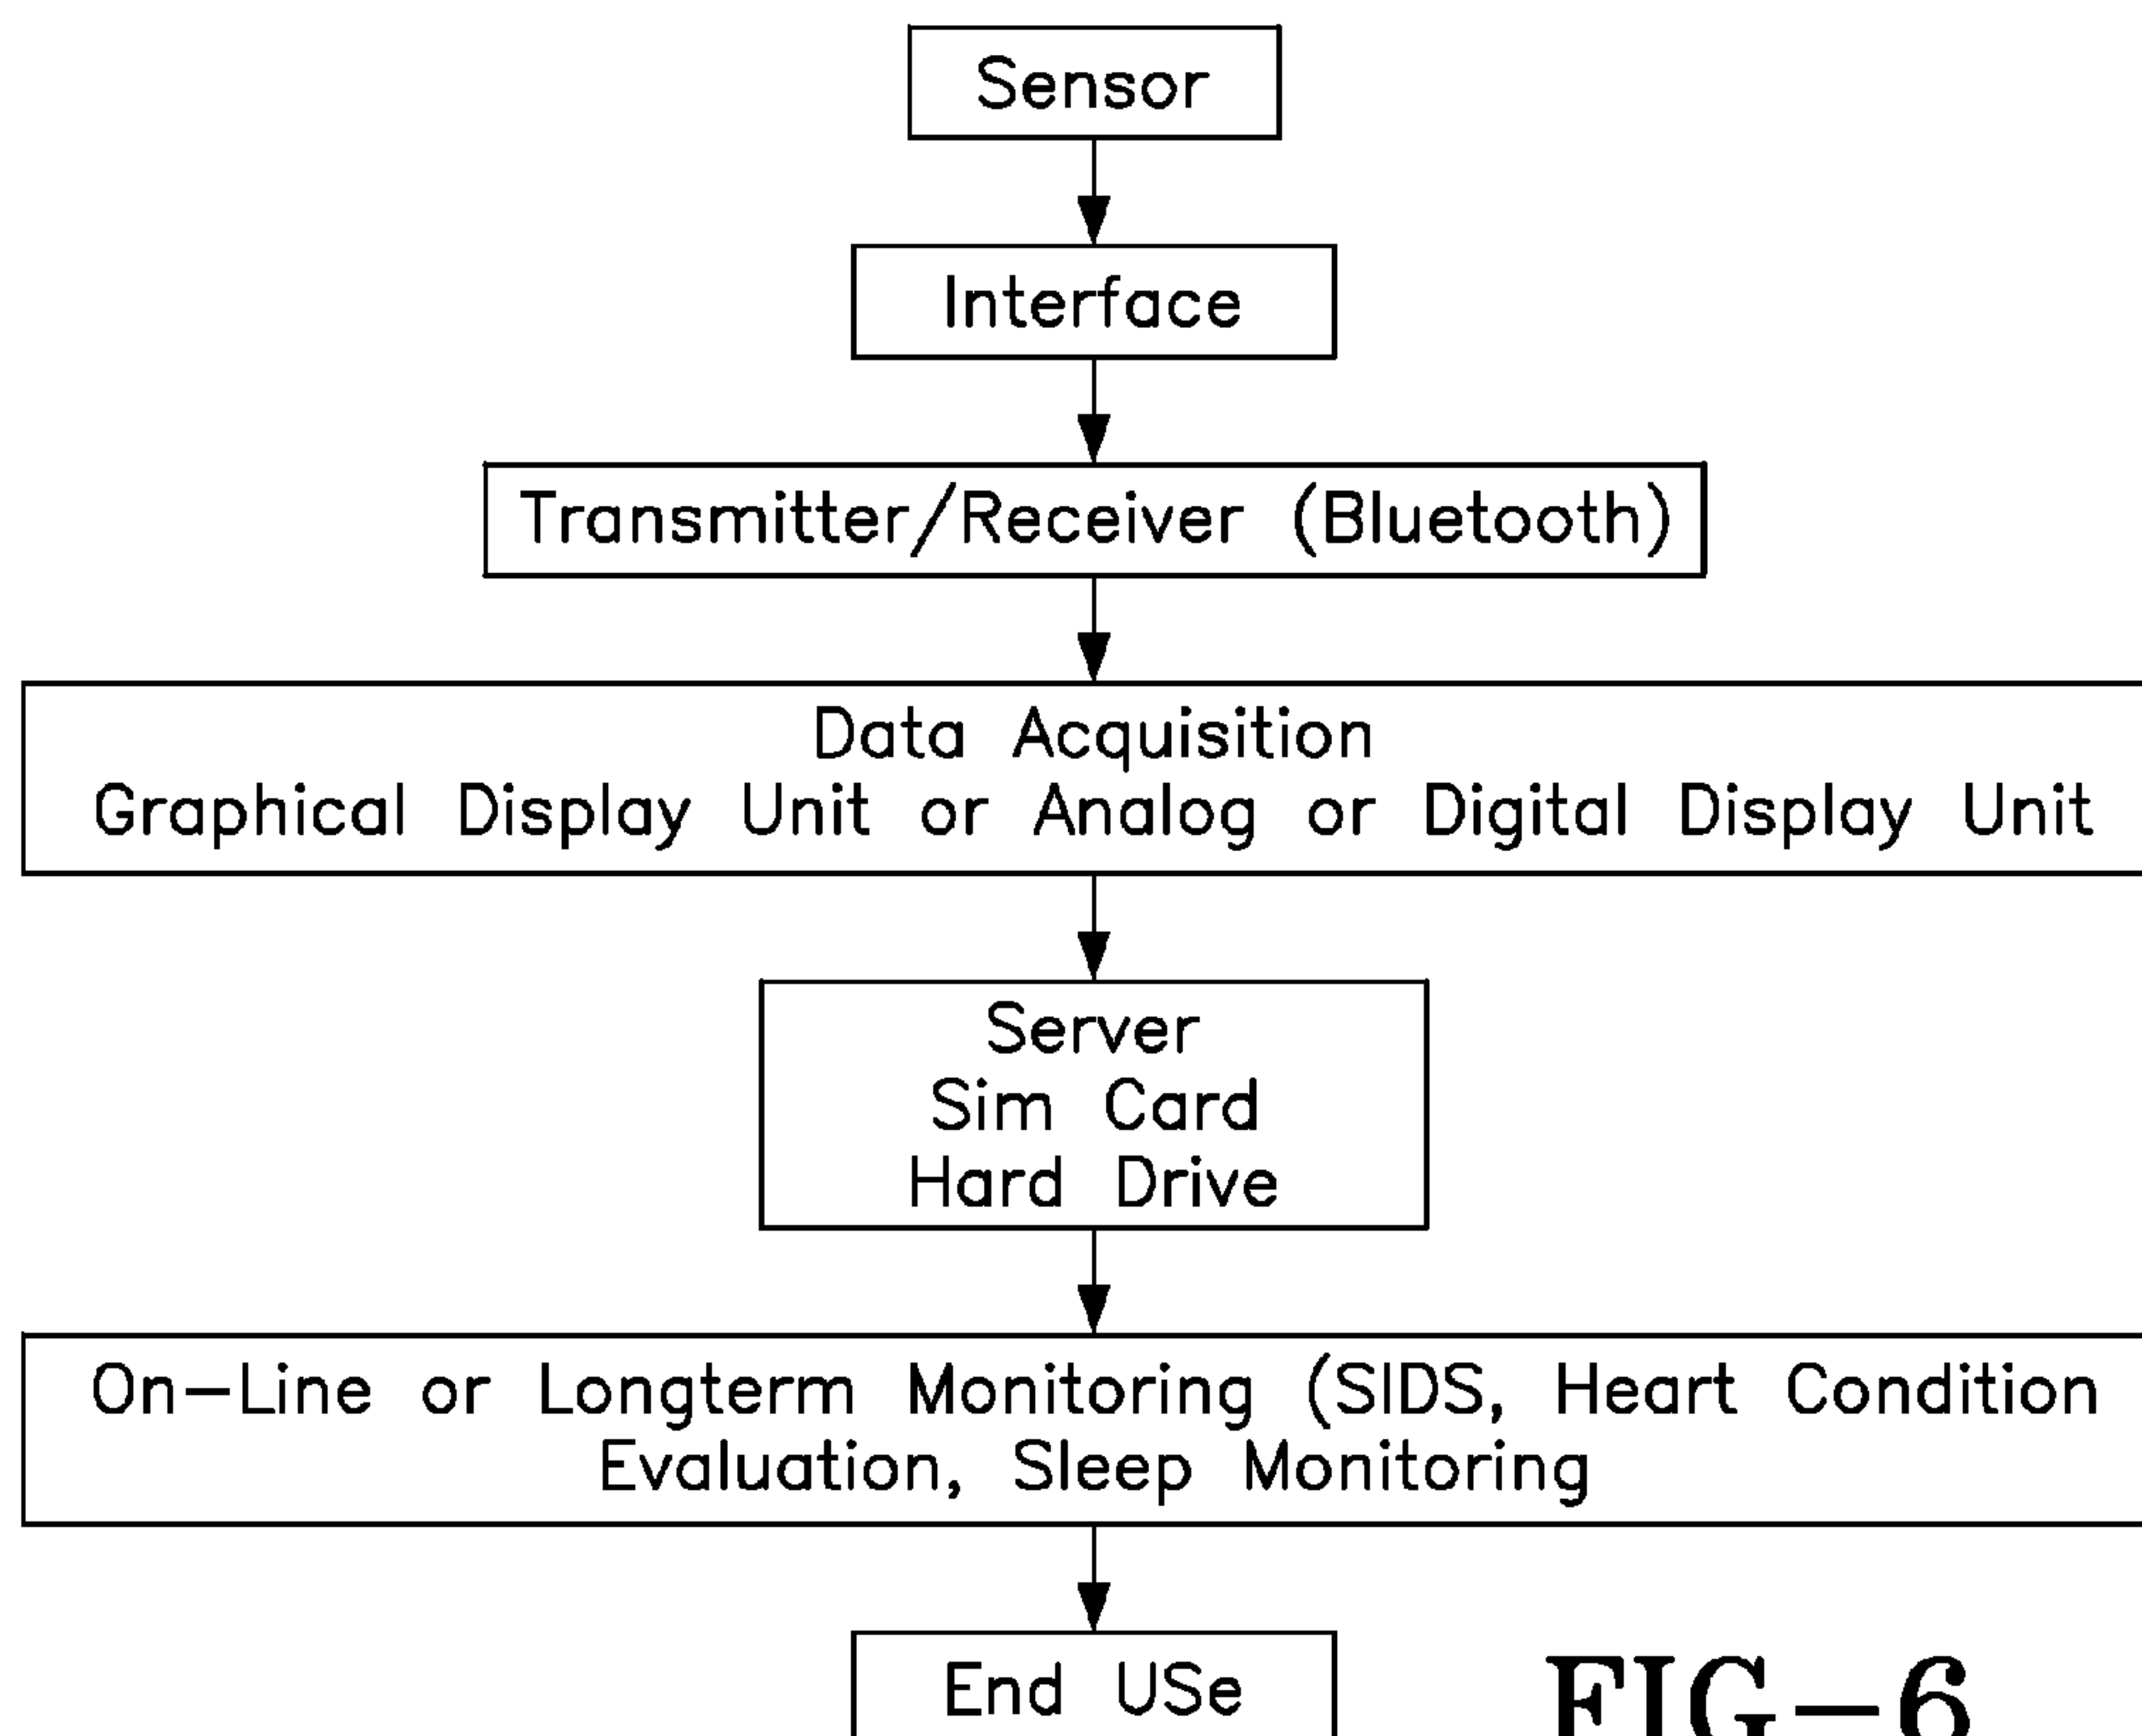 Sensor
Interface
Transmitter/Receiver (Bluetooth)
Data Acquisition
Graphical Display Unit or Analog or Digital Display Unit
Server
Sim Card
Hard Drive
On-Line or Longterm Monitoring (SIDS, Heart Condition
Evaluation, Sleep Monitoring
End USe
FIG-6